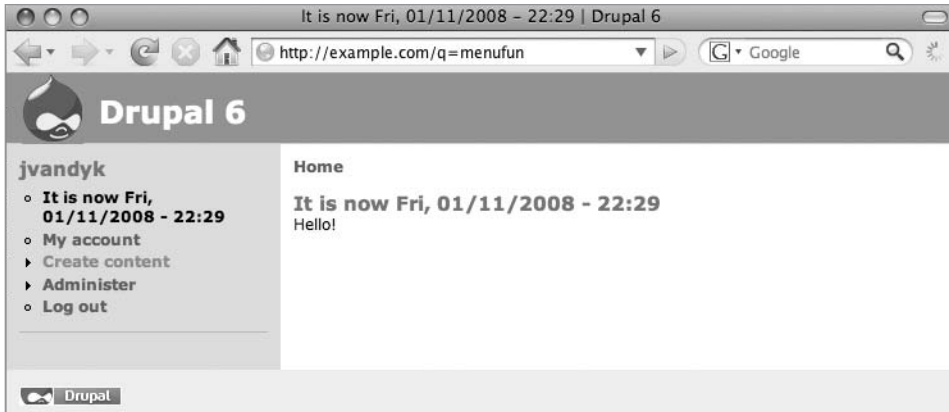 It is now Fri, 01/11/2008 – 22:29 | Drupal 6
http://example.com/q=menufun
G Google
Drupal 6
jvandyk
It is now Fri,
01/11/2008 - 22:29
My account
Create content
Administer
Log out
Home
It is now Fri, 01/11/2008 - 22:29
Hello!
Drupal